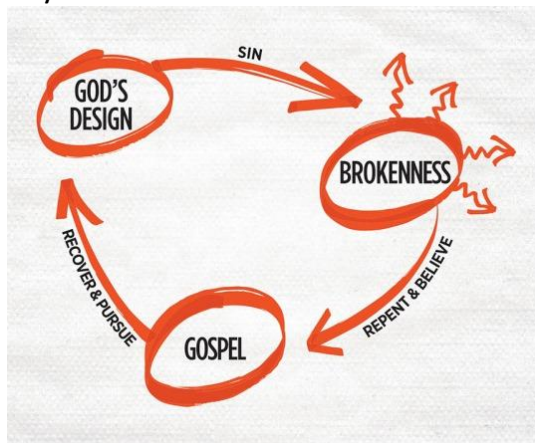 SIN
GOD'S
DESIGN
BROKENNESS
RECOVER & PURSUE
REPENT & BELIEVE
GOSPEL